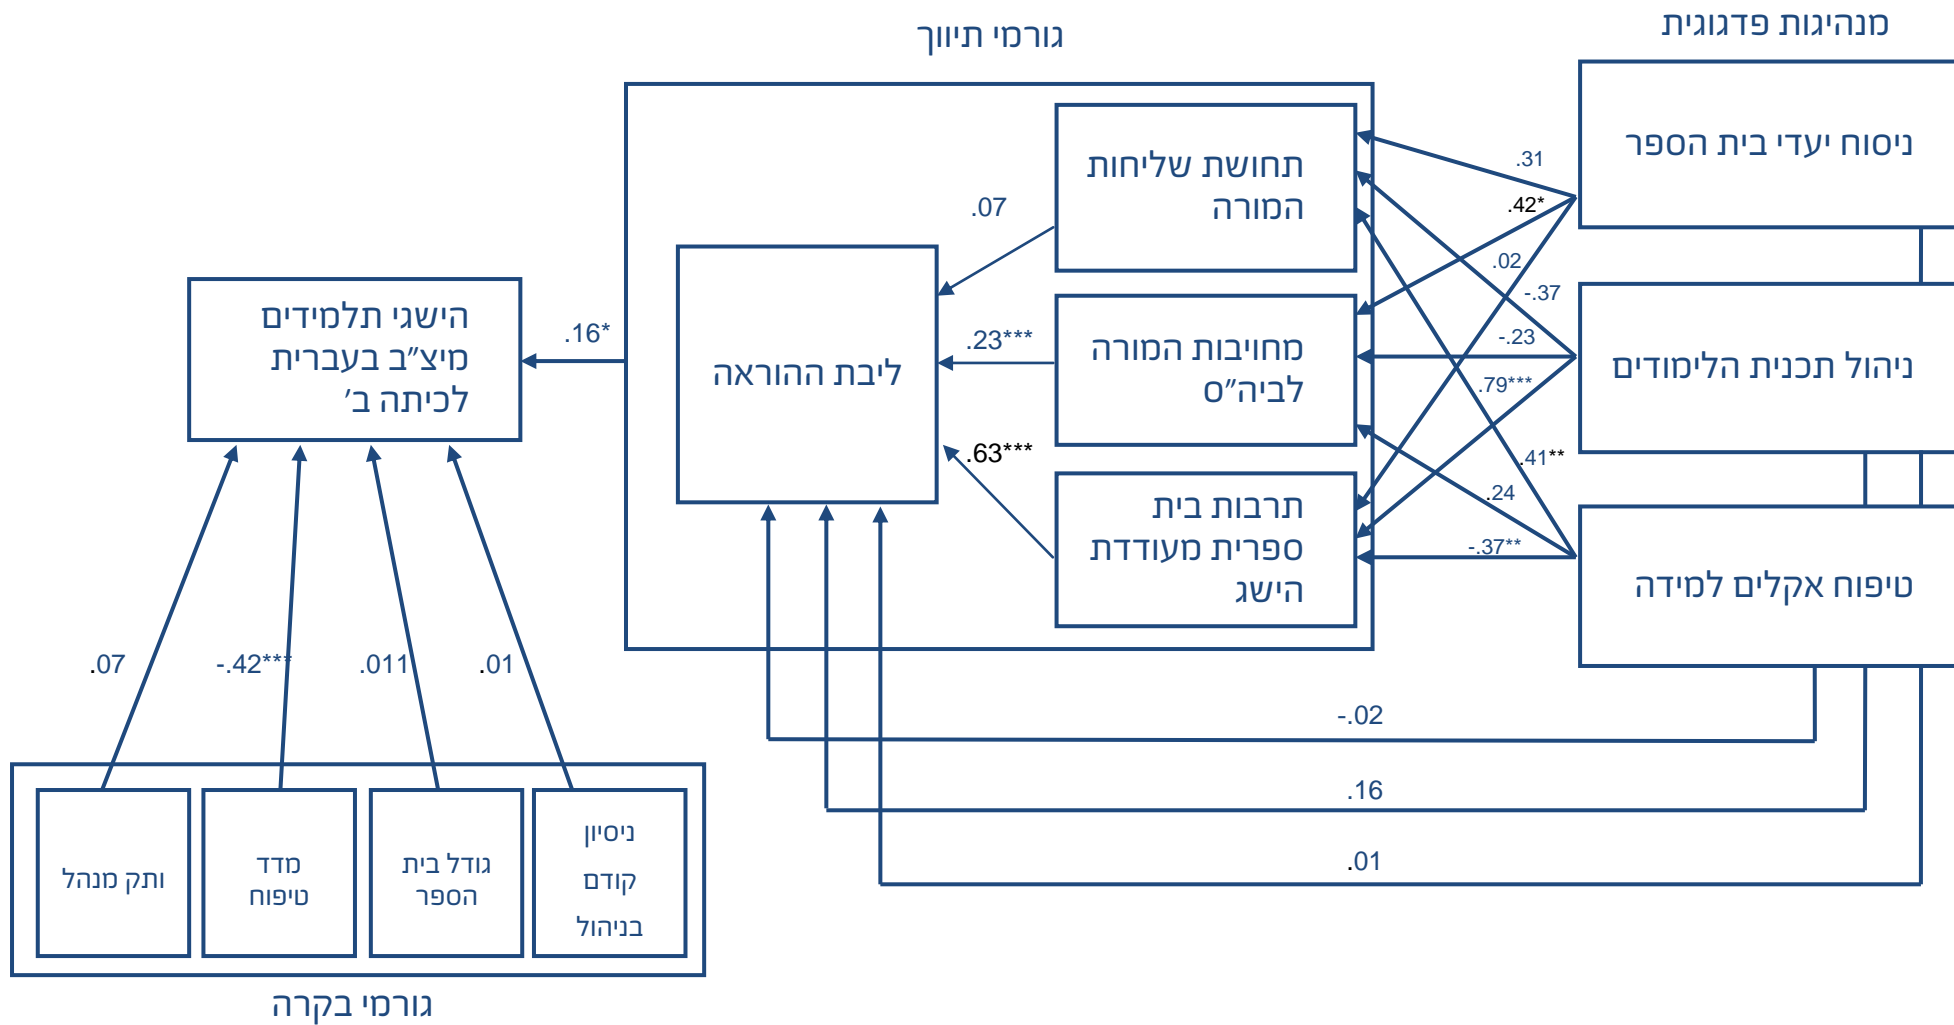 מנהיגות פדגוגית
גורמי תיווך
ניסוח יעדי בית הספר
ניהול תכנית הלימודים
טיפוח אקלים למידה
תחושת שליחות
המורה
מחויבות המורה
לביה״ס
תרבות בית
ספרית מעודדת
הישג
ליבת ההוראה
הישגי תלמידים
מיצ״ב בעברית
לכיתה ב׳
.31
.42*
.02
-.37
-.23
.79***
.41**
.24
-.37**
.07
.23***
.63***
.16*
-.02
.16
.01
.07
-.42***
.011
.01
ניסיון
קודם
בניהול
גודל בית
הספר
מדד
טיפוח
ותק מנהל
גורמי בקרה